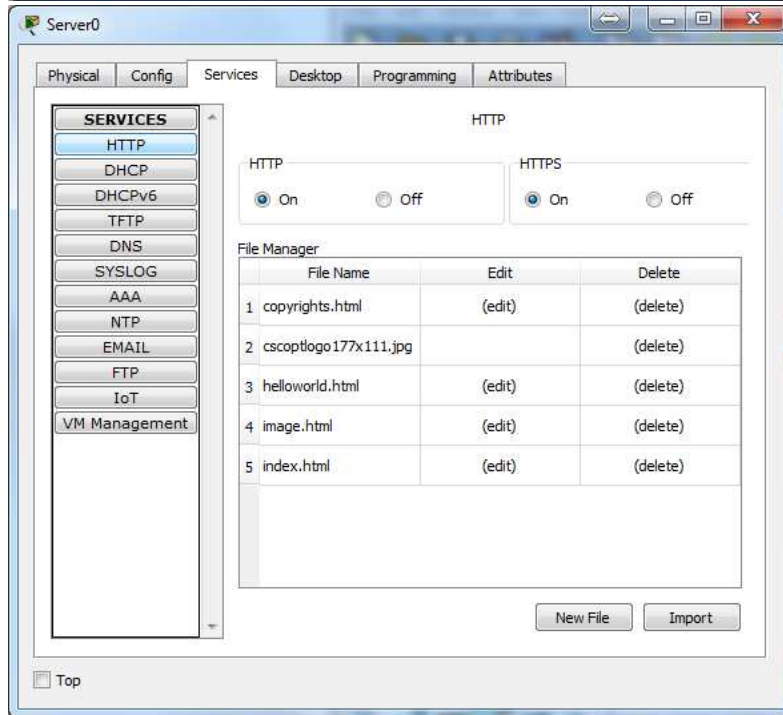 Server0
Physical Config Services Desktop Programming Attributes
SERVICES
HTTP
DHCP
DHCPv6
TFTP
DNS
SYSLOG
AAA
NTP
EMAIL
FTP
IoT
VM Management
HTTP
HTTP
On Off
HTTPS
On Off
File Manager
File Name Edit Delete
1 copyrights.html (edit) (delete)
2 cscoptlogo177x111.jpg (delete)
3 helloworld.html (edit) (delete)
4 image.html (edit) (delete)
5 index.html (edit) (delete)
New File Import
Top